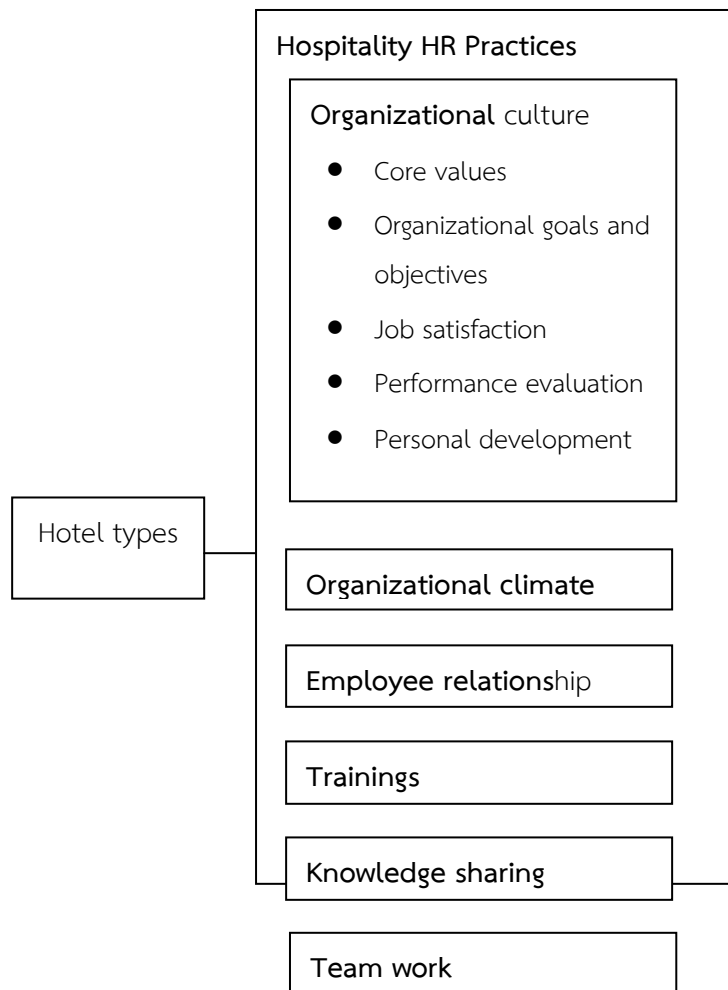 Hospitality HR Practices
Organizational culture
● Core values
● Organizational goals and
objectives
● Job satisfaction
● Performance evaluation
● Personal development
Hotel types
Organizational climate
Employee relationship
Trainings
Knowledge sharing
Team work